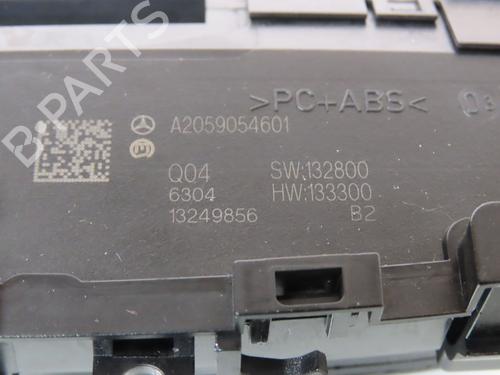 >PC+ABS<
A2059054601
Q04 SW:132800
6304 HW:133300
13249856 B2
B-PARTS